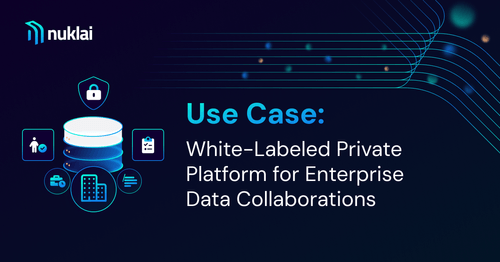 nuklai
Use Case:
White-Labeled Private
Platform for Enterprise
Data Collaborations